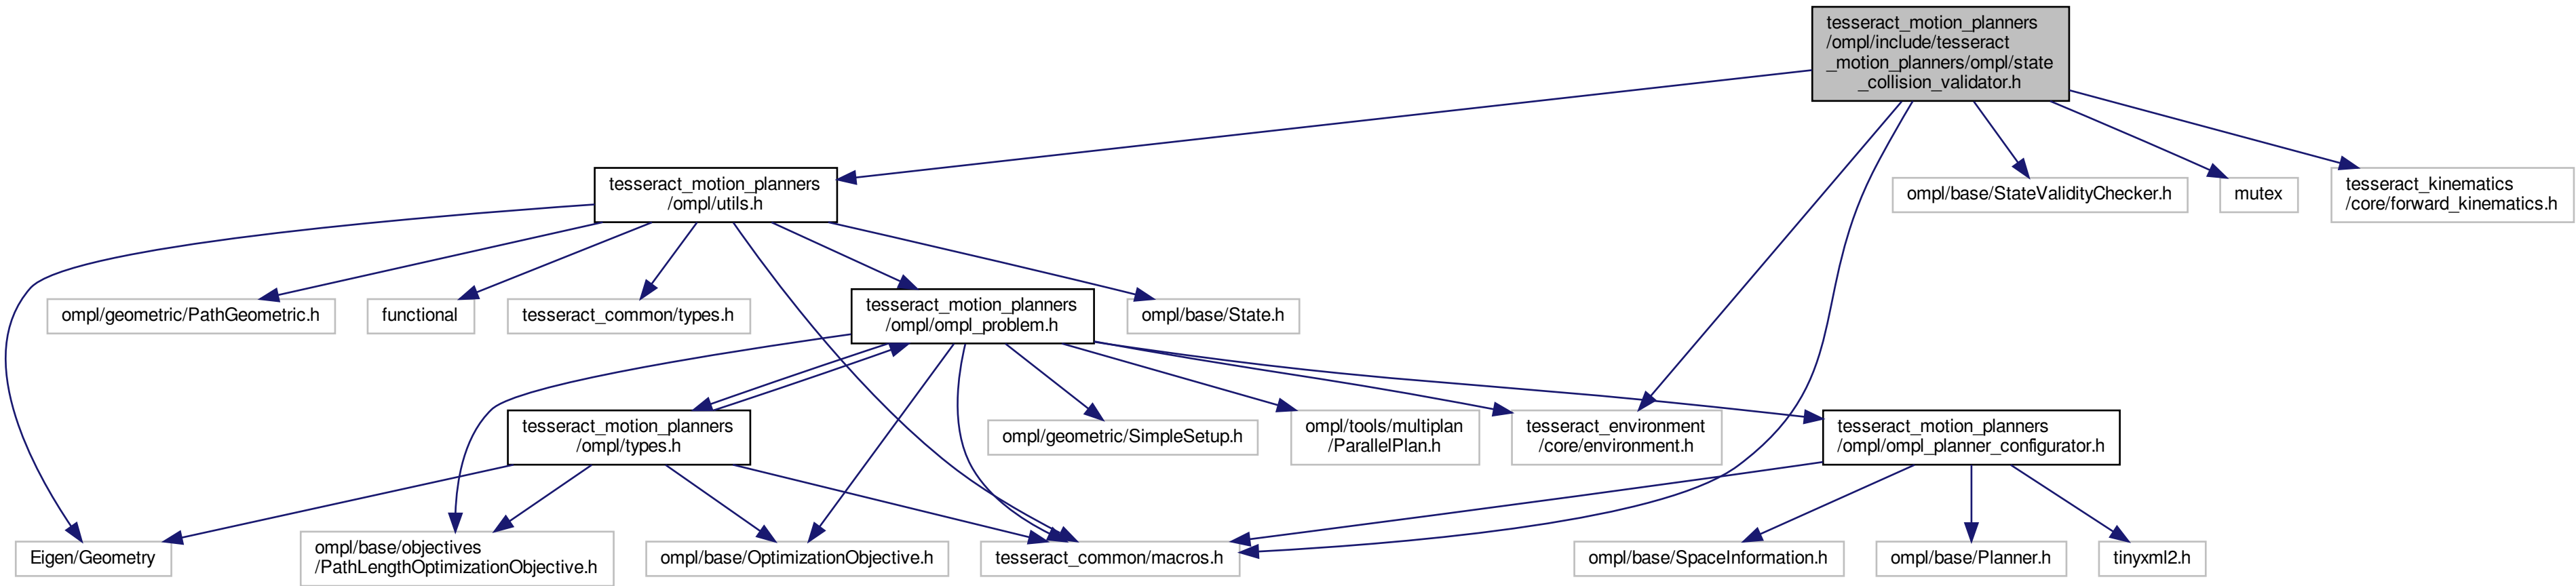 tesseract_motion_planners
/ompl/include/tesseract
_motion_planners/ompl/state
_collision_validator.h
tesseract_motion_planners
/ompl/utils.h
ompl/base/StateValidityChecker.h
mutex
tesseract_kinematics
/core/forward_kinematics.h
ompl/geometric/PathGeometric.h
functional
tesseract_common/types.h
tesseract_motion_planners
/ompl/ompl_problem.h
ompl/base/State.h
tesseract_motion_planners
/ompl/types.h
ompl/geometric/SimpleSetup.h
ompl/tools/multiplan
/ParallelPlan.h
tesseract_environment
/core/environment.h
tesseract_motion_planners
/ompl/ompl_planner_configurator.h
Eigen/Geometry
ompl/base/objectives
/PathLengthOptimizationObjective.h
ompl/base/OptimizationObjective.h
tesseract_common/macros.h
ompl/base/SpaceInformation.h
ompl/base/Planner.h
tinyxml2.h